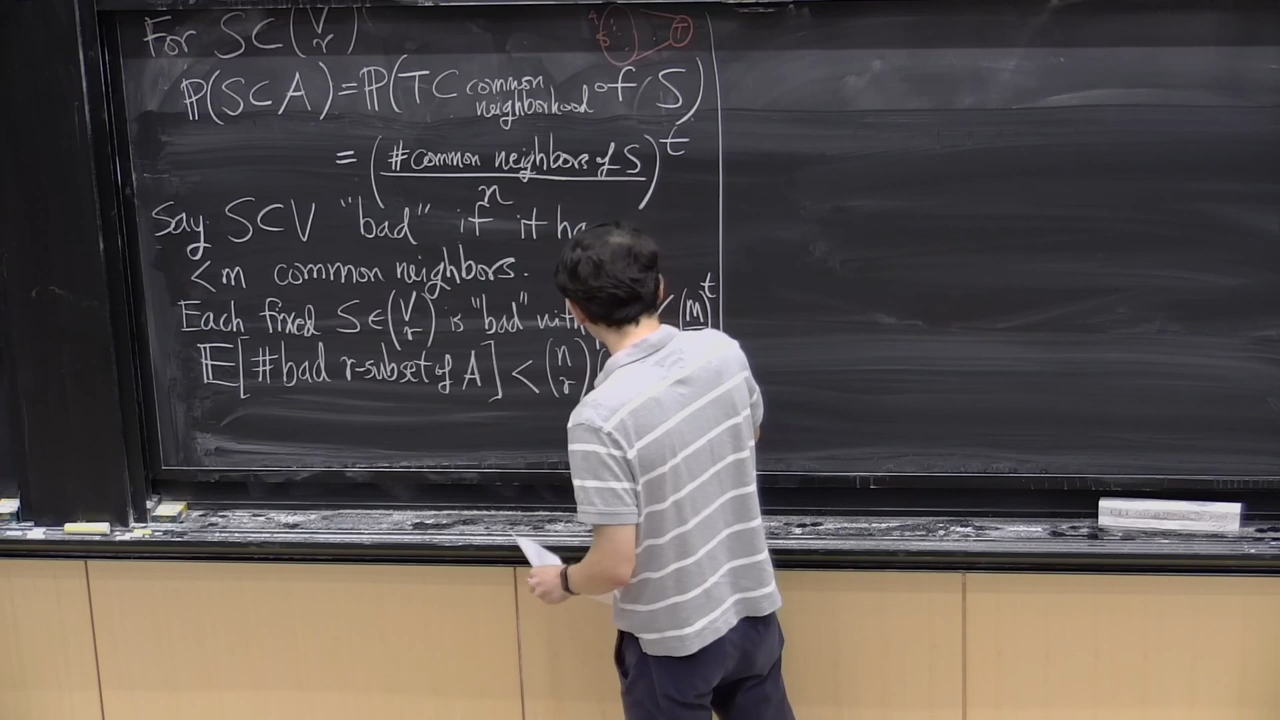 For S⊂(V r)
P(S⊂A) = P(T⊂ common neighborhood of S)
= (#common neighbors of S / n)^t
Say S⊂V "bad" if it ha
<m common neighbors.
Each fixed S∈(V r) is "bad" with < (m)^t
E[#bad r-subset of A] < (n r)(
A
T